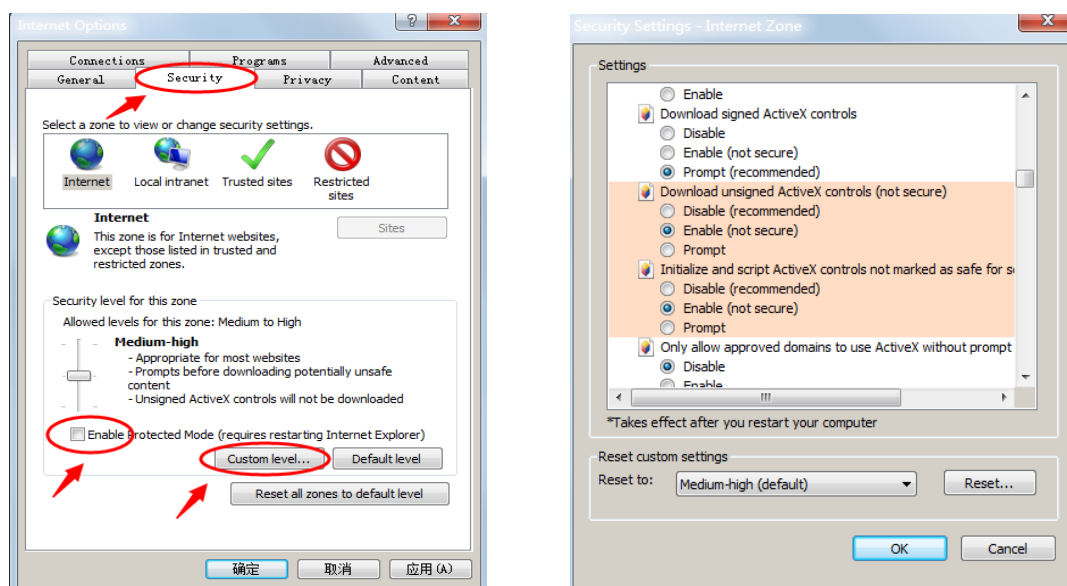 Internet Options
Connections Programs Advanced
General Security Privacy Content
Select a zone to view or change security settings.
Internet Local intranet Trusted sites Restricted
sites
Internet
Sites
This zone is for Internet websites,
except those listed in trusted and
restricted zones.
Security level for this zone
Allowed levels for this zone: Medium to High
Medium-high
- Appropriate for most websites
- Prompts before downloading potentially unsafe
content
- Unsigned ActiveX controls will not be downloaded
Enable Protected Mode (requires restarting Internet Explorer)
Custom level... Default level
Reset all zones to default level
确定 取消 应用(A)
Security Settings - Internet Zone
Settings
Enable
Download signed ActiveX controls
Disable
Enable (not secure)
Prompt (recommended)
Download unsigned ActiveX controls (not secure)
Disable (recommended)
Enable (not secure)
Prompt
Initialize and script ActiveX controls not marked as safe for s
Disable (recommended)
Enable (not secure)
Prompt
Only allow approved domains to use ActiveX without prompt
Disable
Enable
*Takes effect after you restart your computer
Reset custom settings
Reset to: Medium-high (default) Reset...
OK Cancel